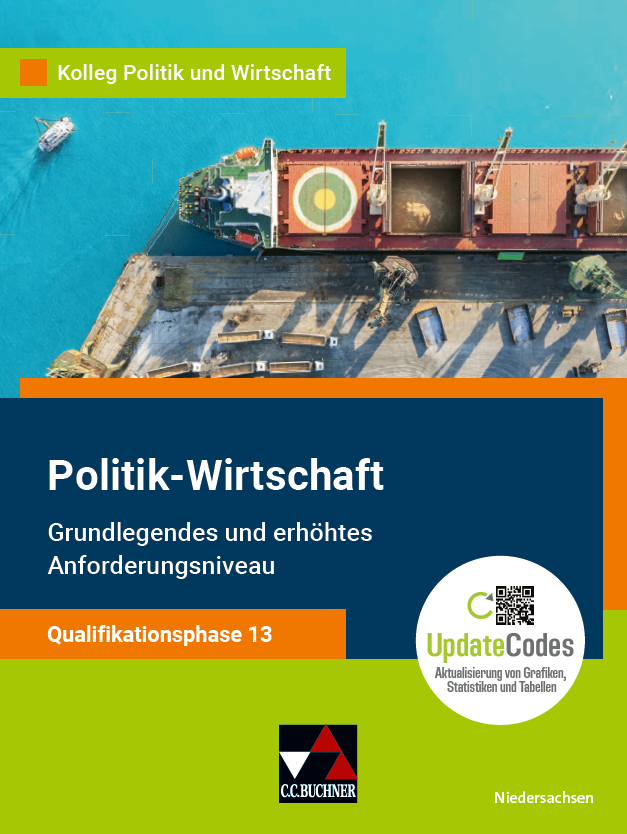 Kolleg Politik und Wirtschaft
Politik-Wirtschaft
Grundlegendes und erhöhtes
Anforderungsniveau
Qualifikationsphase 13
UpdateCodes
Aktualisierung von Grafiken,
Statistiken und Tabellen
C.C.BUCHNER
Niedersachsen